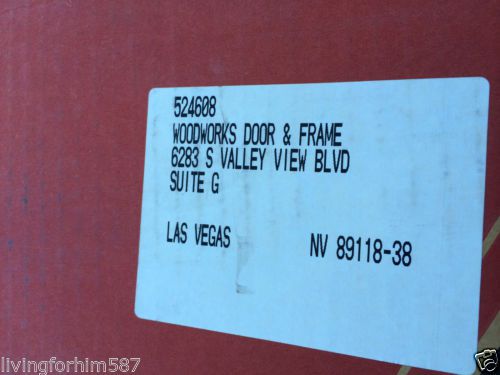 524608
WOODWORKS DOOR & FRAME
6283 S VALLEY VIEW BLVD
SUITE G
LAS VEGAS NV 89118-38
livingforhim587